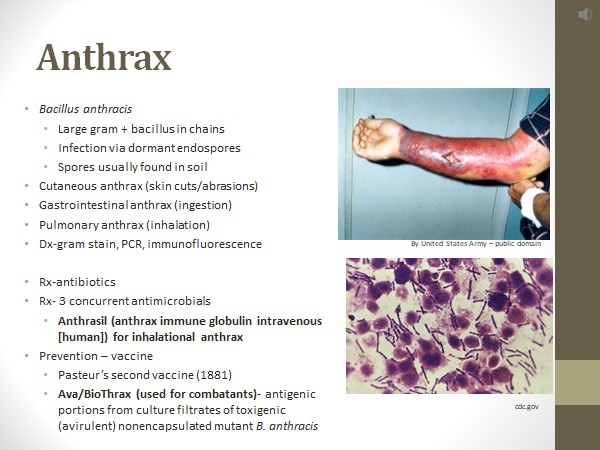 Anthrax
• Bacillus anthracis
• Large gram + bacillus in chains
• Infection via dormant endospores
• Spores usually found in soil
• Cutaneous anthrax (skin cuts/abrasions)
• Gastrointestinal anthrax (ingestion)
• Pulmonary anthrax (inhalation)
• Dx-gram stain, PCR, immunofluorescence
• Rx-antibiotics
• Rx- 3 concurrent antimicrobials
• Anthrasil (anthrax immune globulin intravenous
[human]) for inhalational anthrax
• Prevention – vaccine
• Pasteur's second vaccine (1881)
• Ava/BioThrax (used for combatants)- antigenic
portions from culture filtrates of toxigenic
(avirulent) nonencapsulated mutant B. anthracis
By United States Army – public domain
cdc.gov